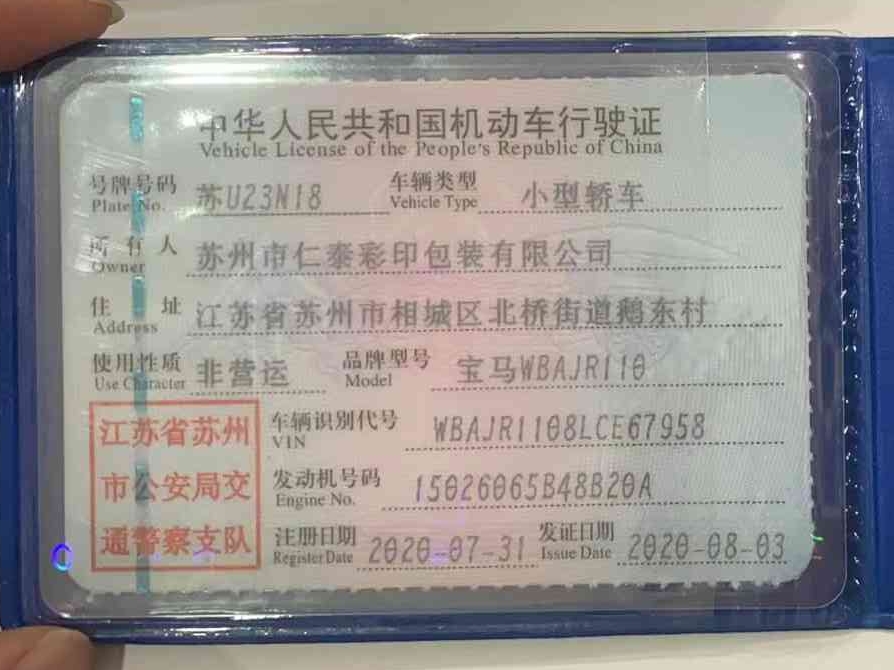 中华人民共和国机动车行驶证
Vehicle License of the People's Republic of China
号牌号码 苏U23N18 车辆类型 小型轿车
Plate No. Vehicle Type
所有人 苏州市仁泰彩印包装有限公司
Owner
住址 江苏省苏州市相城区北桥街道鹅东村
Address
使用性质 非营运 品牌型号 宝马WBAJR110
Use Character Model
江苏省苏州
市公安局交
通警察支队
车辆识别代号 WBAJR1108LCE67958
VIN
发动机号码 15026065B48B20A
Engine No.
注册日期 2020-07-31 发证日期 2020-08-03
Register Date Issue Date